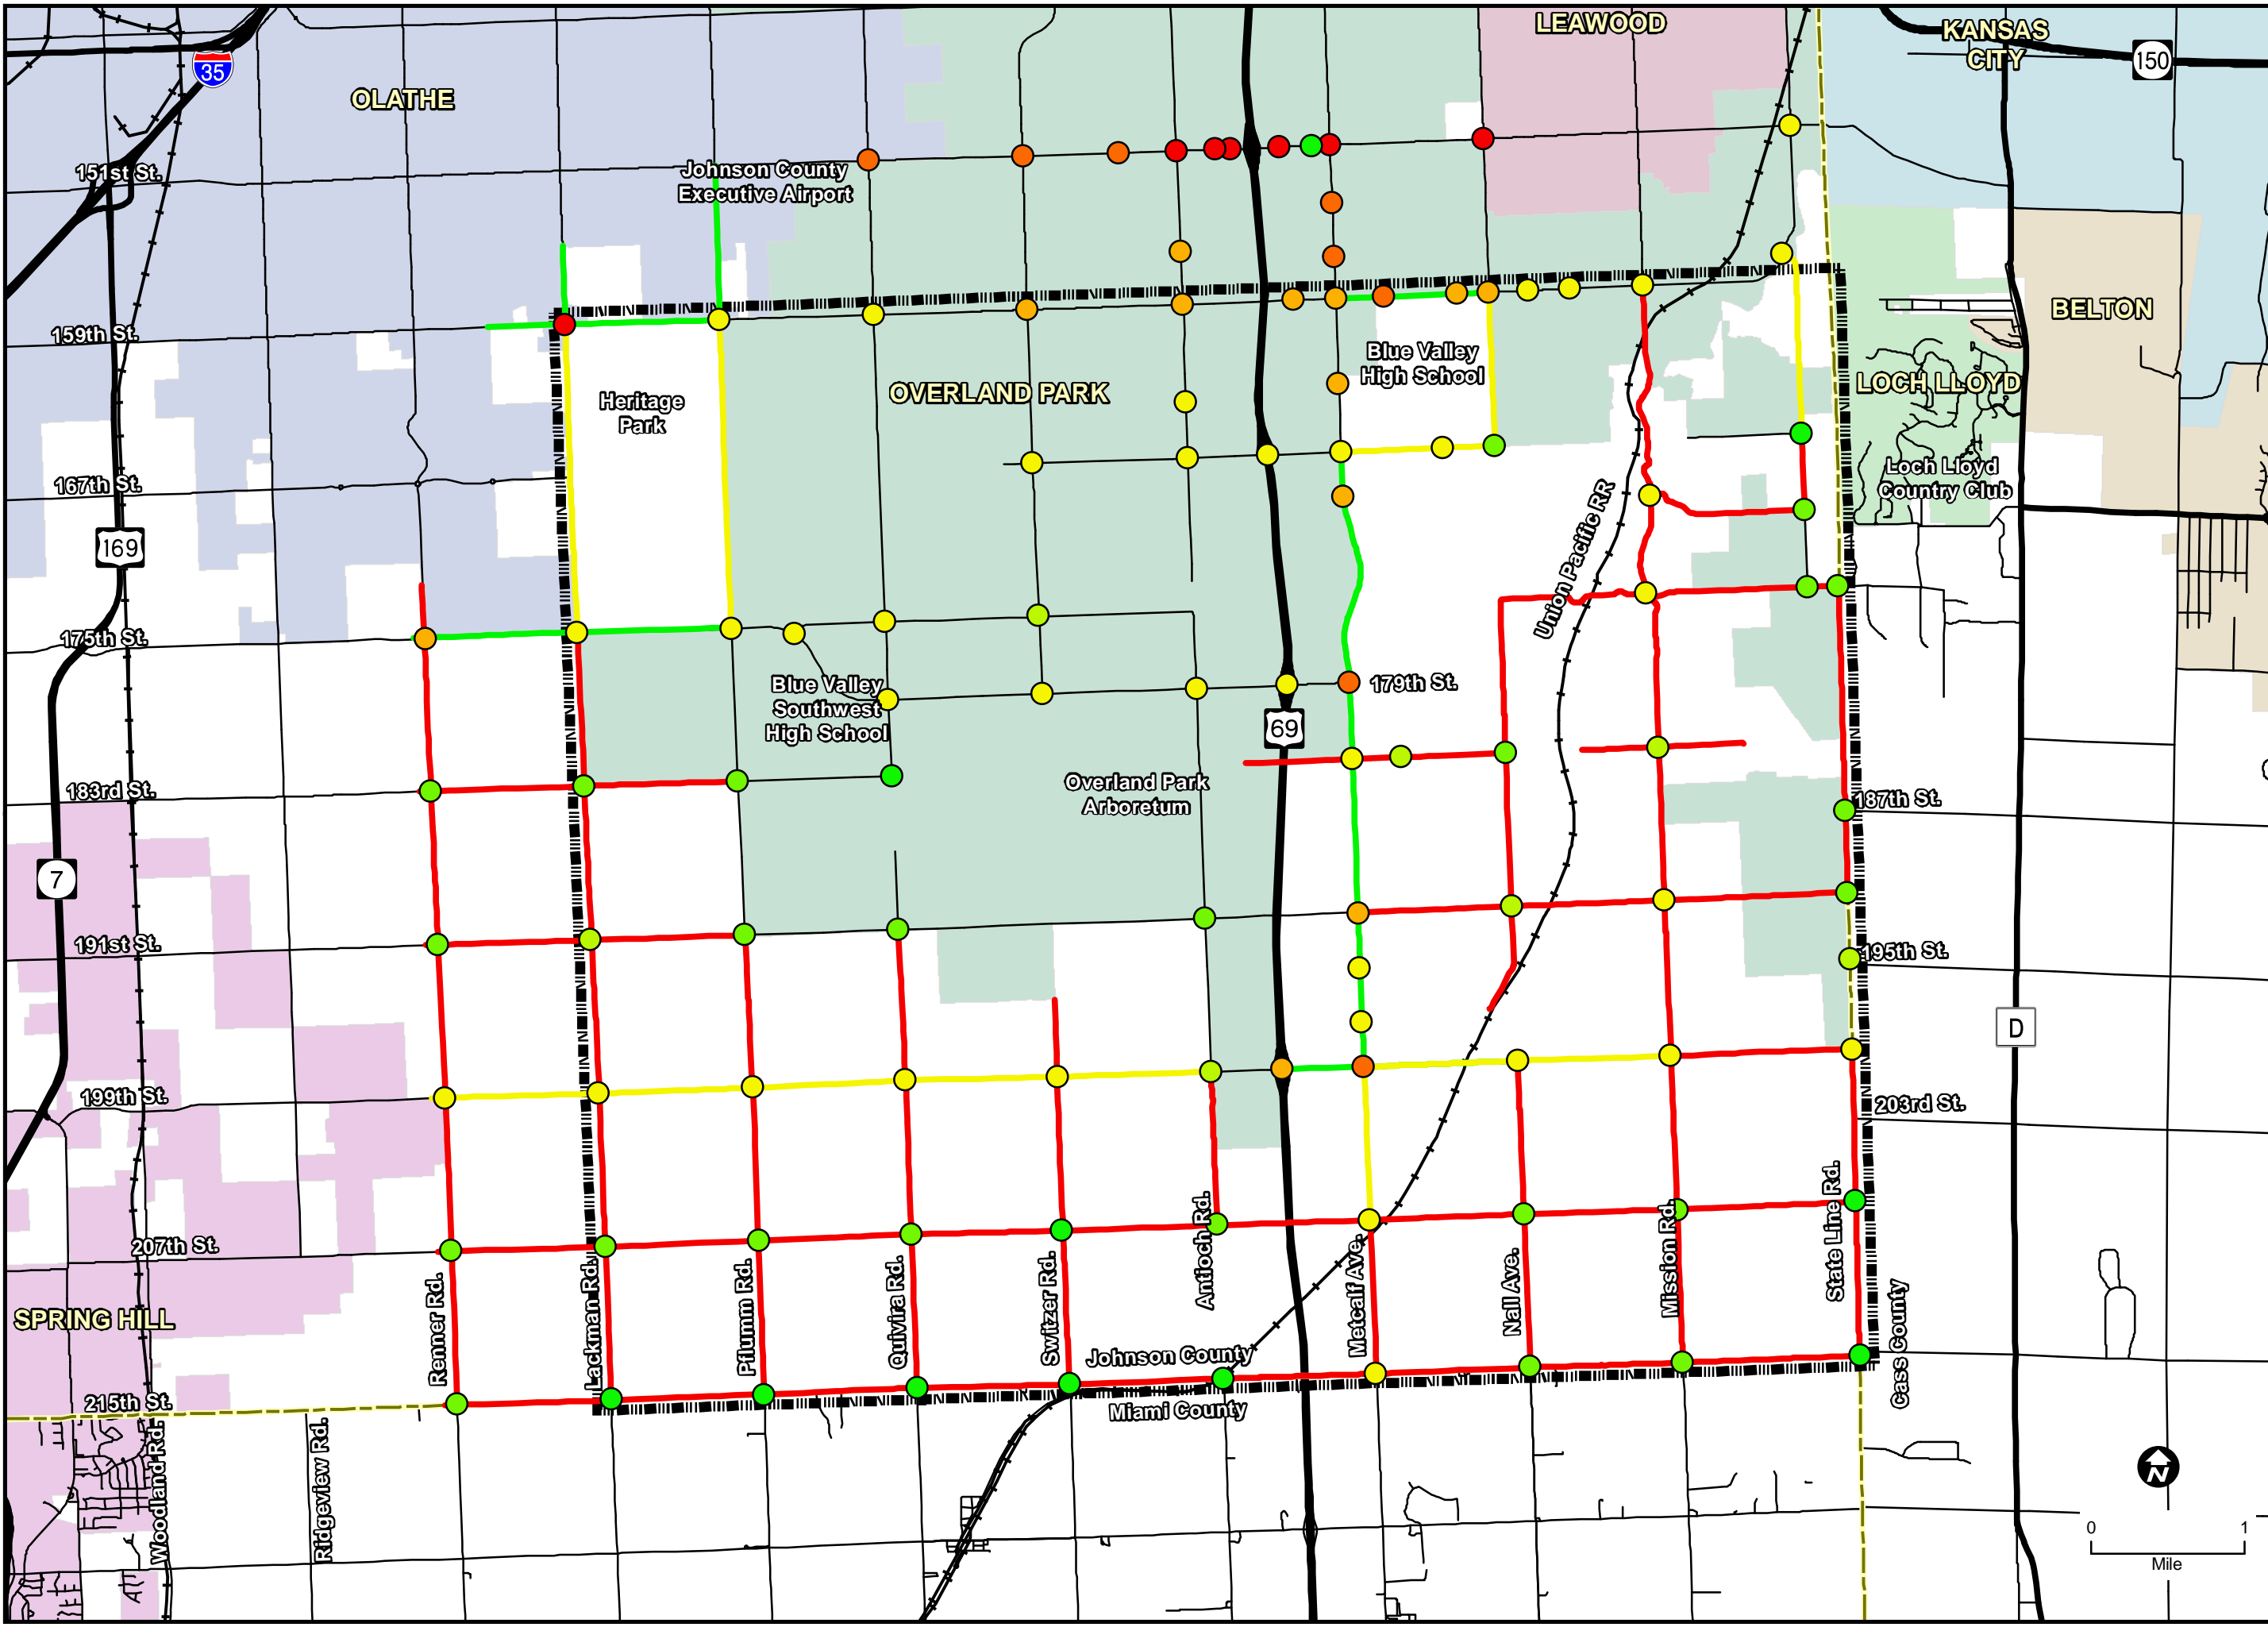 LEAWOOD
KANSAS
CITY
150
35
OLATHE
151st St.
Johnson County
Executive Airport
159th St.
BELTON
Blue Valley
High School
OVERLAND PARK
LOCH LLOYD
Heritage
Park
167th St.
Loch Lloyd
Country Club
169
Union Pacific RR
175th St.
179th St.
Blue Valley
Southwest
High School
69
183rd St.
Overland Park
Arboretum
187th St.
7
191st St.
195th St.
D
199th St.
203rd St.
207th St.
SPRING HILL
Renner Rd.
Lackman Rd.
Pflumm Rd.
Quivira Rd.
Switzer Rd.
Antioch Rd.
Metcalf Ave.
Nall Ave.
Mission Rd.
State Line Rd.
Cass County
Johnson County
Miami County
215th St.
Woodland Rd.
Ridgeview Rd.
N
0 1
Mile